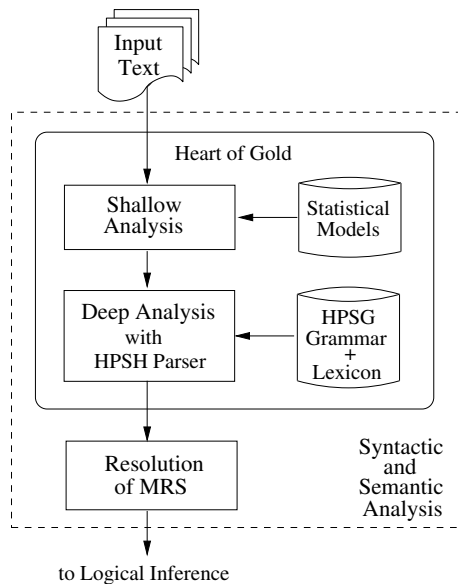 Input
Text
Heart of Gold
Shallow
Analysis
Statistical
Models
Deep Analysis
with
HPSH Parser
HPSG
Grammar
+
Lexicon
Resolution
of MRS
Syntactic
and
Semantic
Analysis
to Logical Inference